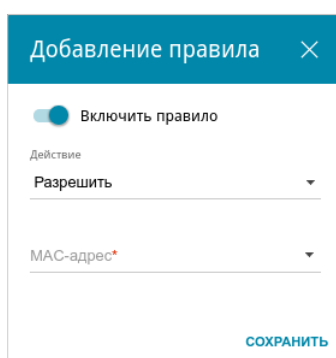 Добавление правила
Включить правило
Действие
Разрешить
MAC-адрес*
СОХРАНИТЬ